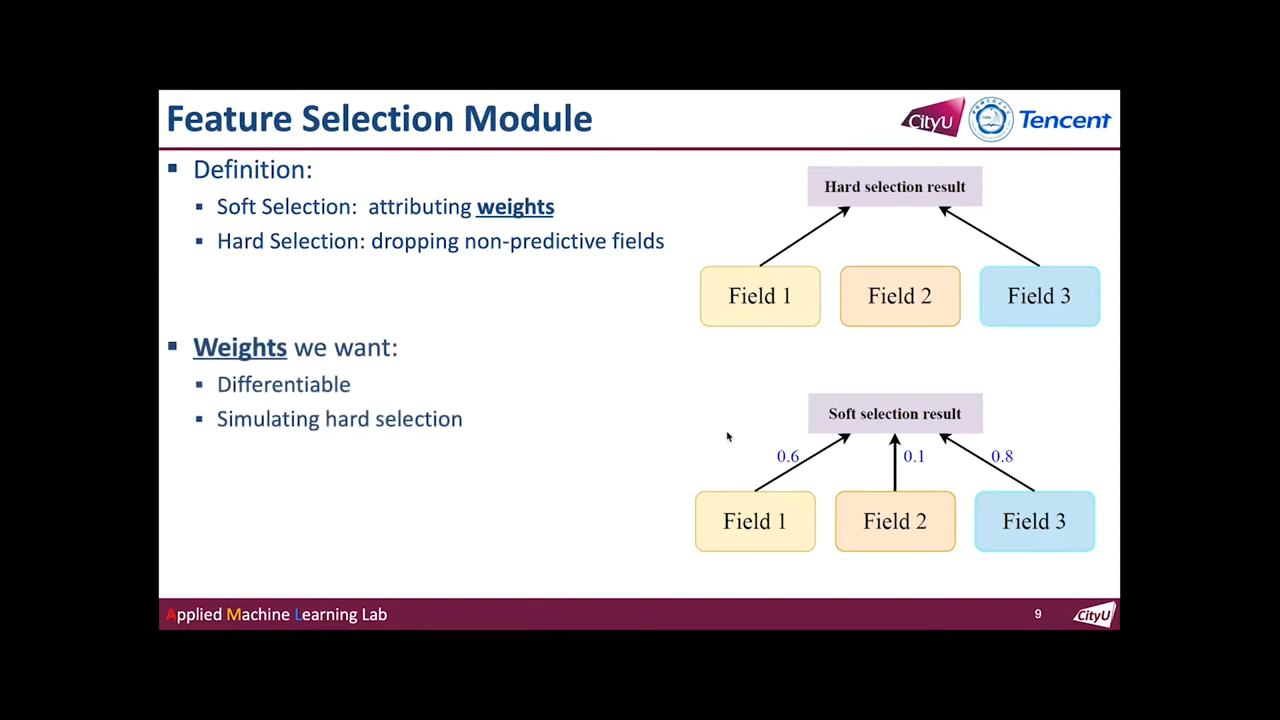 Feature Selection Module
CityU
Tencent
Definition:
Soft Selection: attributing weights
Hard Selection: dropping non-predictive fields
Weights we want:
Differentiable
Simulating hard selection
Hard selection result
Field 1
Field 2
Field 3
Soft selection result
0.6
0.1
0.8
Field 1
Field 2
Field 3
Applied Machine Learning Lab
9
CityU